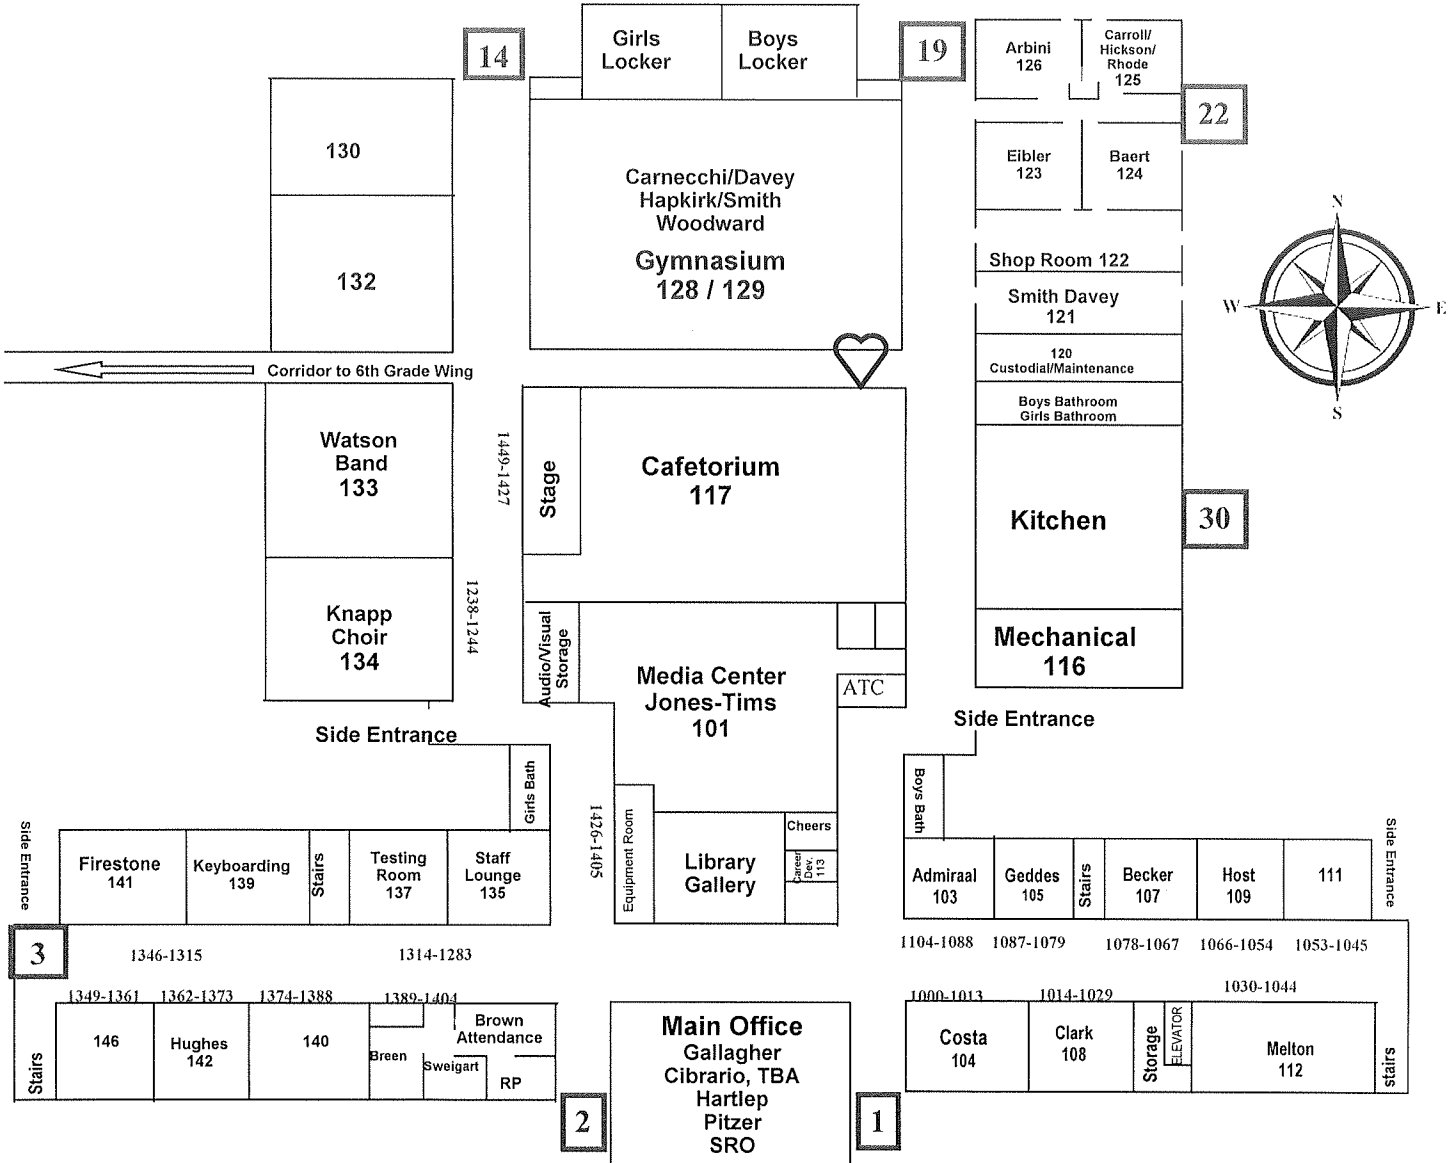 14
Girls
Locker
Boys
Locker
19
Arbini
126
Carroll/
Hickson/
Rhode
125
22
130
132
Carnecchi/Davey
Hapkirk/Smith
Woodward
Gymnasium
128 / 129
Eibler
123
Baert
124
N
W
E
S
Shop Room 122
Smith Davey
121
120
Custodial/Maintenance
Boys Bathroom
Girls Bathroom
Corridor to 6th Grade Wing
Watson
Band
133
1449-1427
Stage
Cafetorium
117
Kitchen
30
Knapp
Choir
134
1238-1244
Audio/Visual
Storage
Media Center
Jones-Tims
101
ATC
Mechanical
116
Side Entrance
Side Entrance
Girls Bath
1426-1405
Equipment Room
Library
Gallery
Cheers
Career
Dev.
113
Boys Bath
Side Entrance
Firestone
141
Keyboarding
139
Stairs
Testing
Room
137
Staff
Lounge
135
Admiraal
103
Geddes
105
Stairs
Becker
107
Host
109
111
Side Entrance
3
1346-1315
1314-1283
1104-1088
1087-1079
1078-1067
1066-1054
1053-1045
1349-1361
1362-1373
1374-1388
1389-1404
1000-1013
1014-1029
1030-1044
Stairs
146
Hughes
142
140
Breen
Sweigart
Brown
Attendance
RP
2
Main Office
Gallagher
Cibrario, TBA
Hartlep
Pitzer
SRO
1
Costa
104
Clark
108
Storage
ELEVATOR
Melton
112
stairs